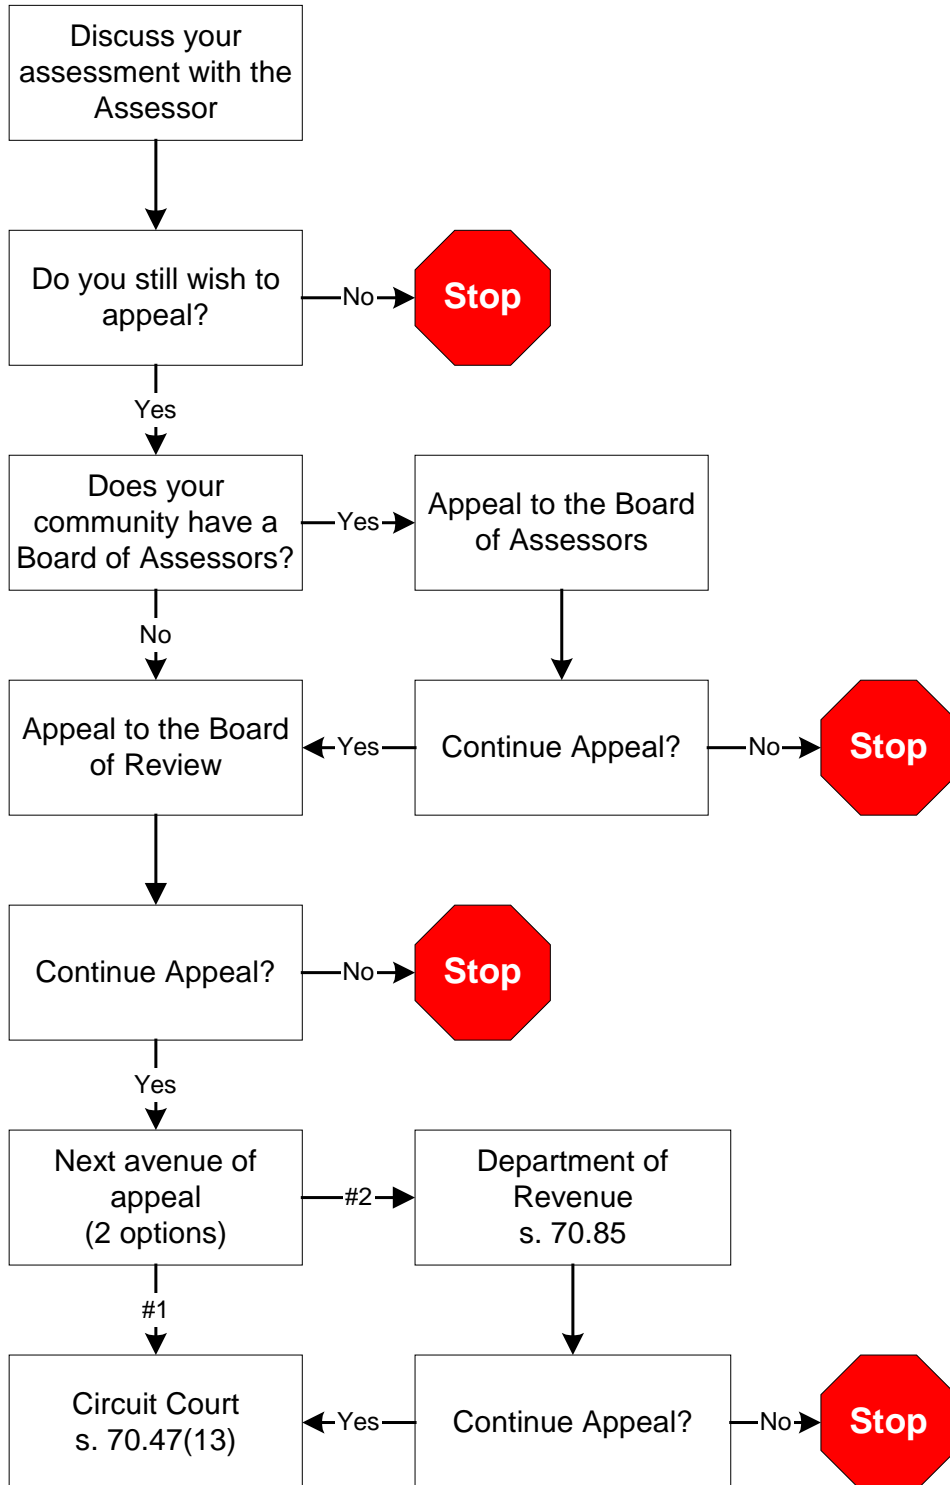 Discuss your
assessment with the
Assessor
Do you still wish to
appeal?
No
Stop
Yes
Does your
community have a
Board of Assessors?
Yes
Appeal to the Board
of Assessors
No
Appeal to the Board
of Review
Yes
Continue Appeal?
No
Stop
Continue Appeal?
No
Stop
Yes
Next avenue of
appeal
(2 options)
#2
Department of
Revenue
s. 70.85
#1
Circuit Court
s. 70.47(13)
Yes
Continue Appeal?
No
Stop